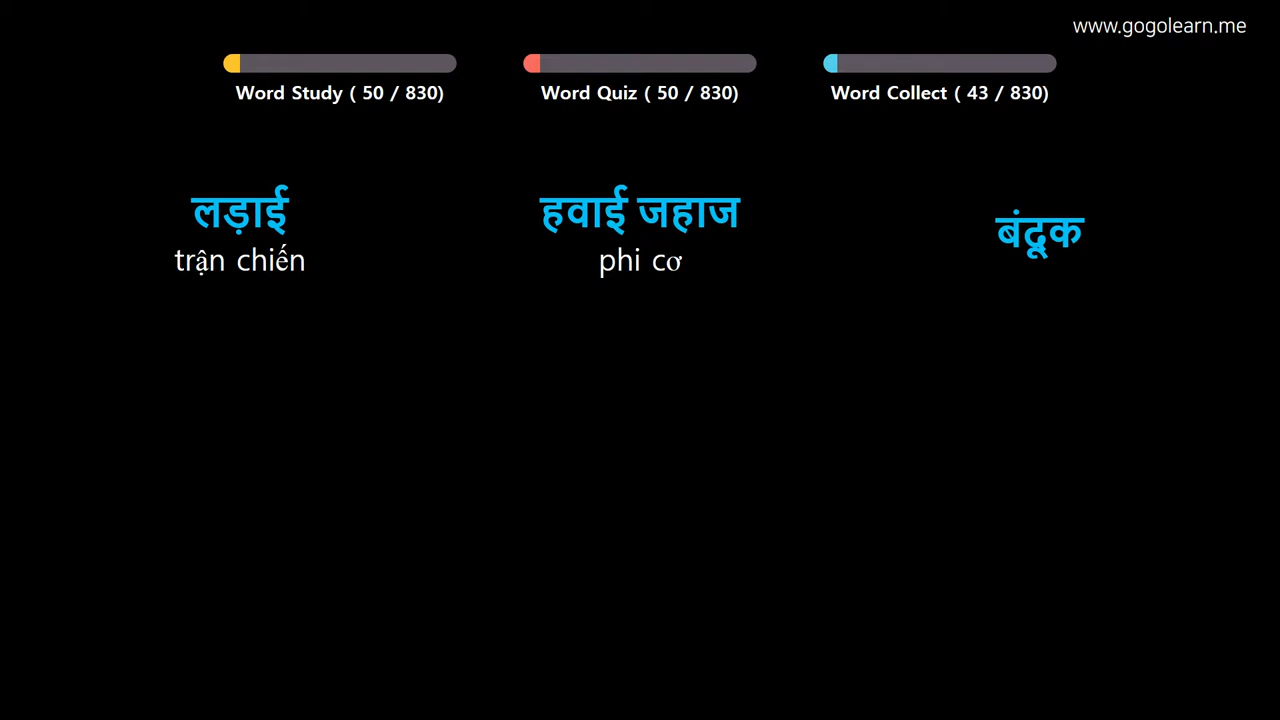 www.gogolearn.me
Word Study ( 50 / 830)
Word Quiz ( 50 / 830)
Word Collect ( 43 / 830)
लड़ाई
trận chiến
हवाई जहाज
phi cơ
बंदूक